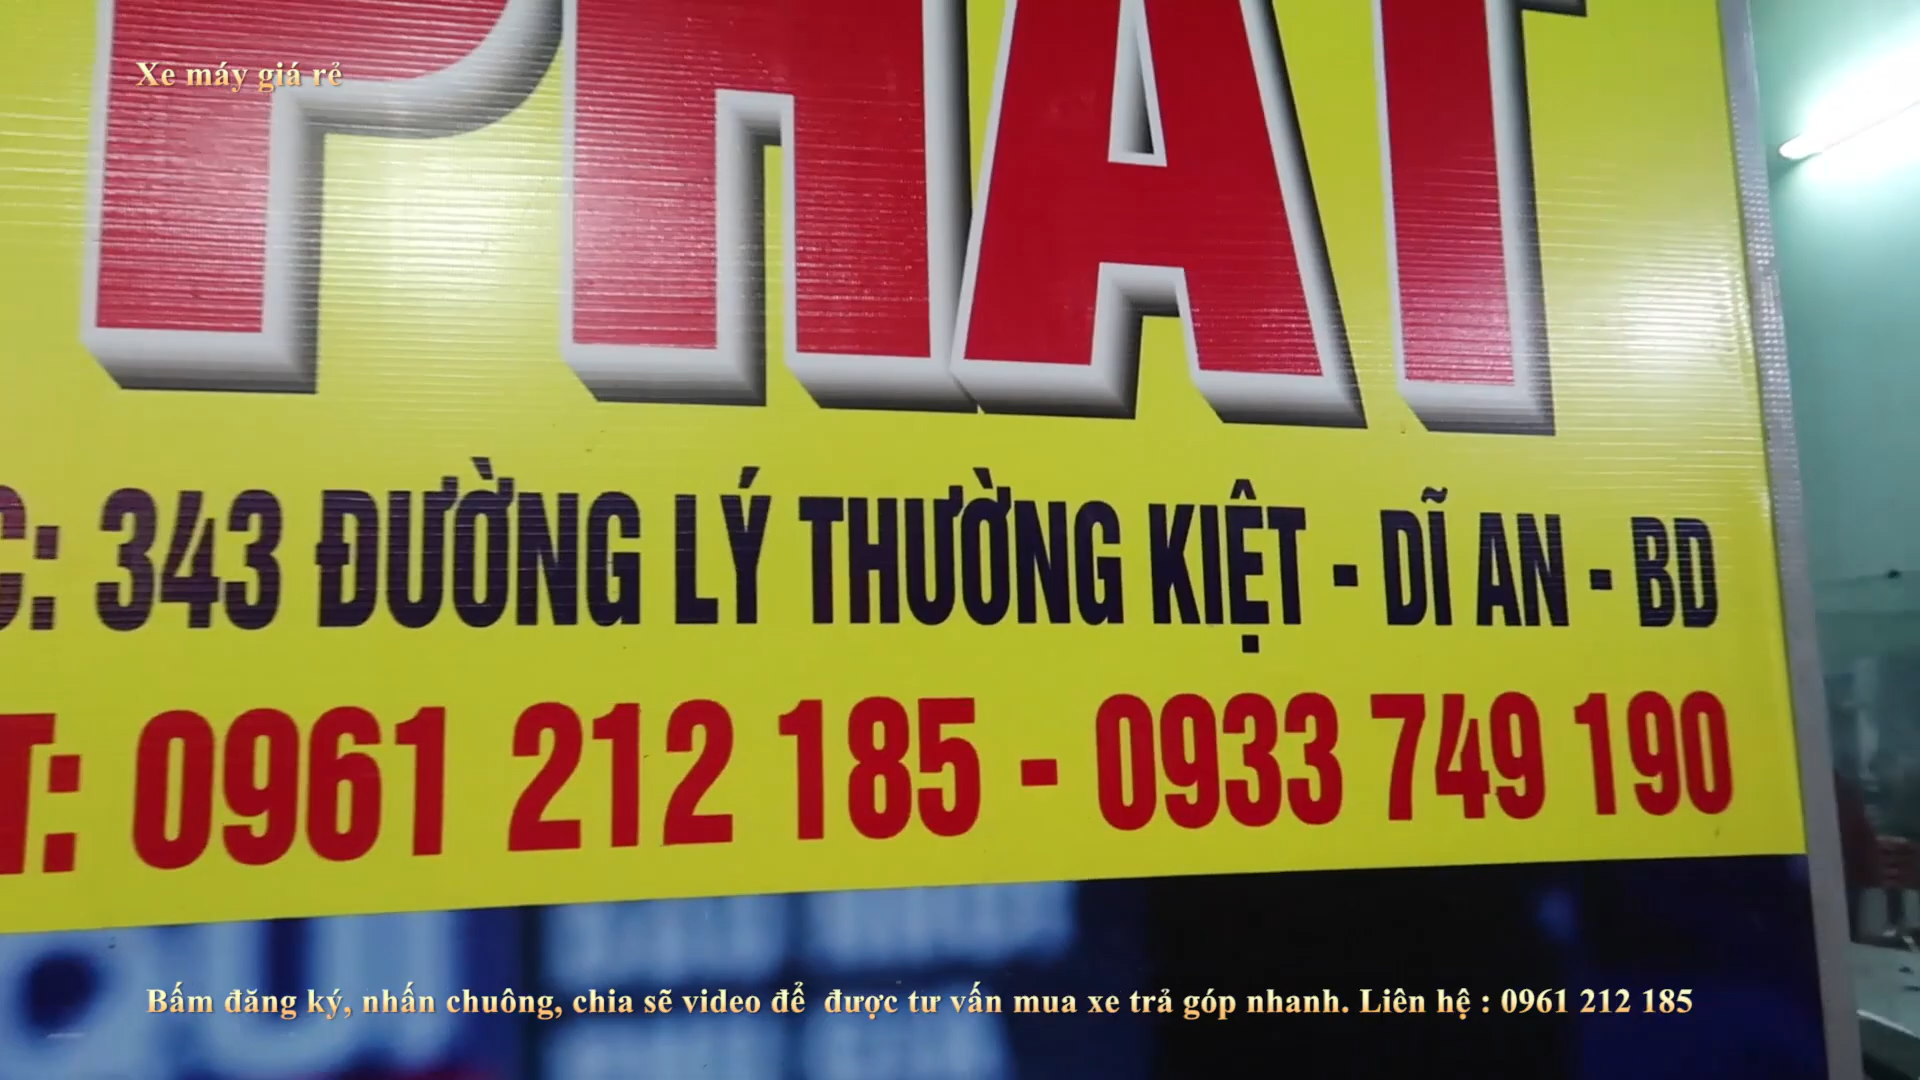 Xe máy giá rẻ
C: 343 ĐƯỜNG LÝ THƯỜNG KIỆT - DĨ AN - BD
T: 0961 212 185 - 0933 749 190
Bấm đăng ký, nhấn chuông, chia sẽ video để được tư vấn mua xe trả góp nhanh. Liên hệ : 0961 212 185